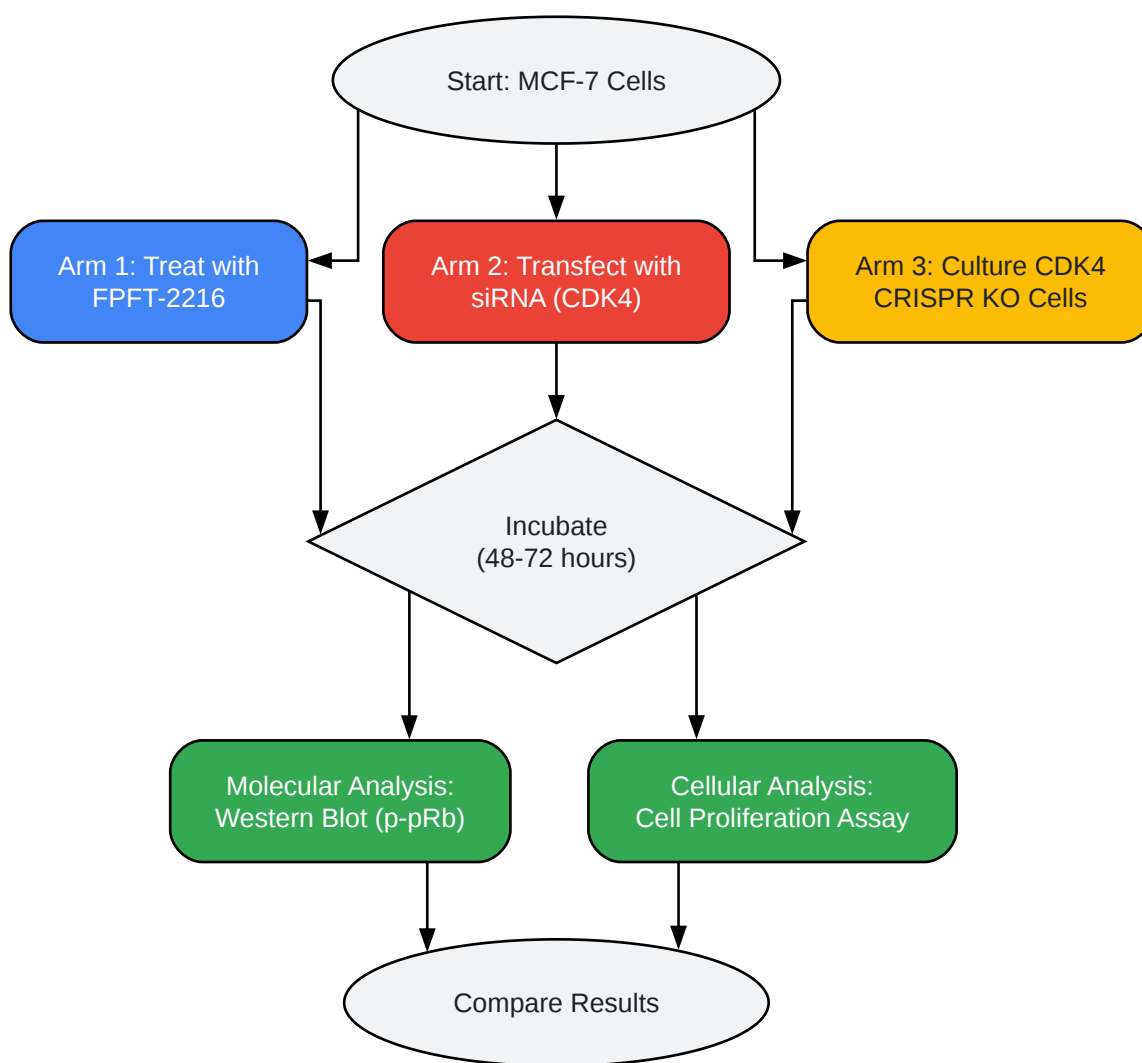 Start: MCF-7 Cells
Arm 1: Treat with
FPFT-2216
Arm 2: Transfect with
siRNA (CDK4)
Arm 3: Culture CDK4
CRISPR KO Cells
Incubate
(48-72 hours)
Molecular Analysis:
Western Blot (p-pRb)
Cellular Analysis:
Cell Proliferation Assay
Compare Results